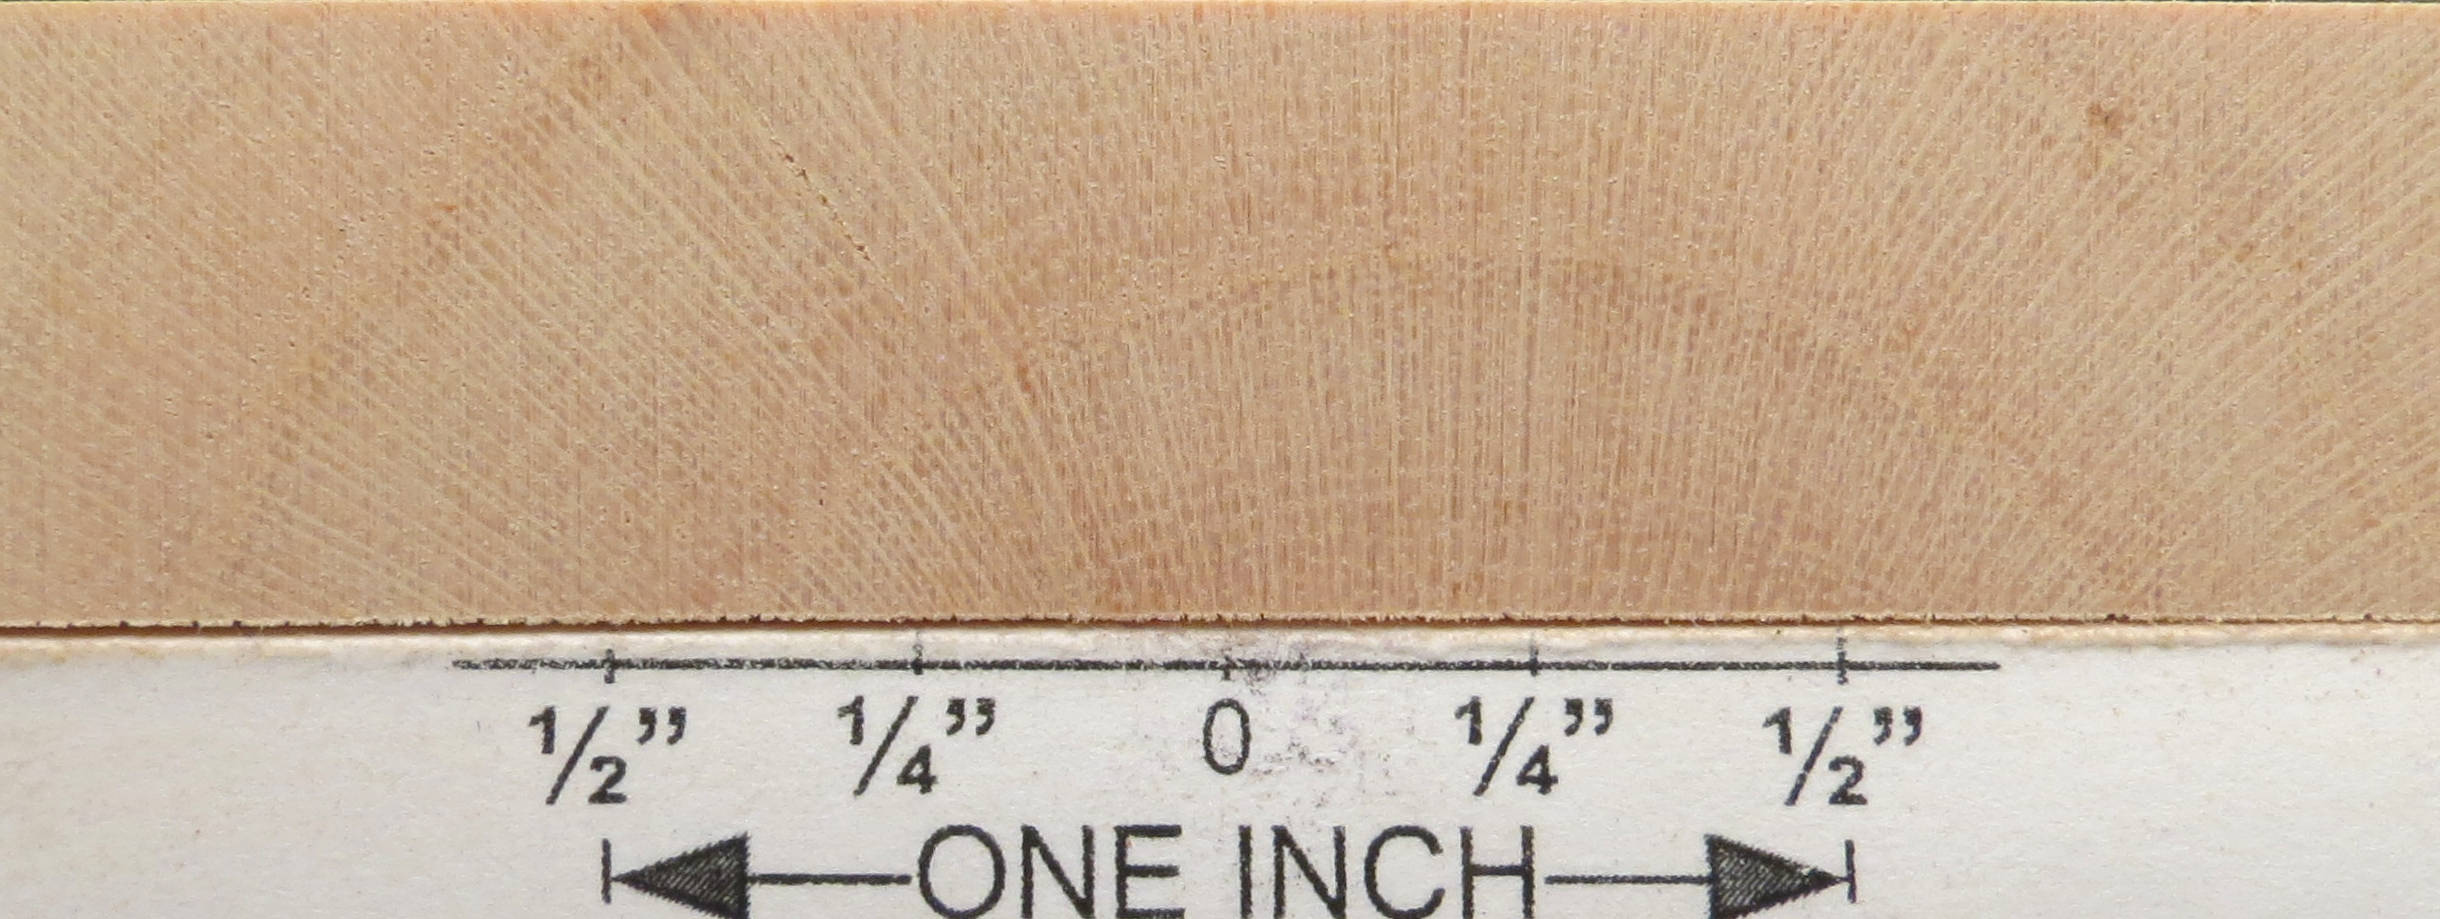 1/2” 1/4” 0 1/4” 1/2”
ONE INCH